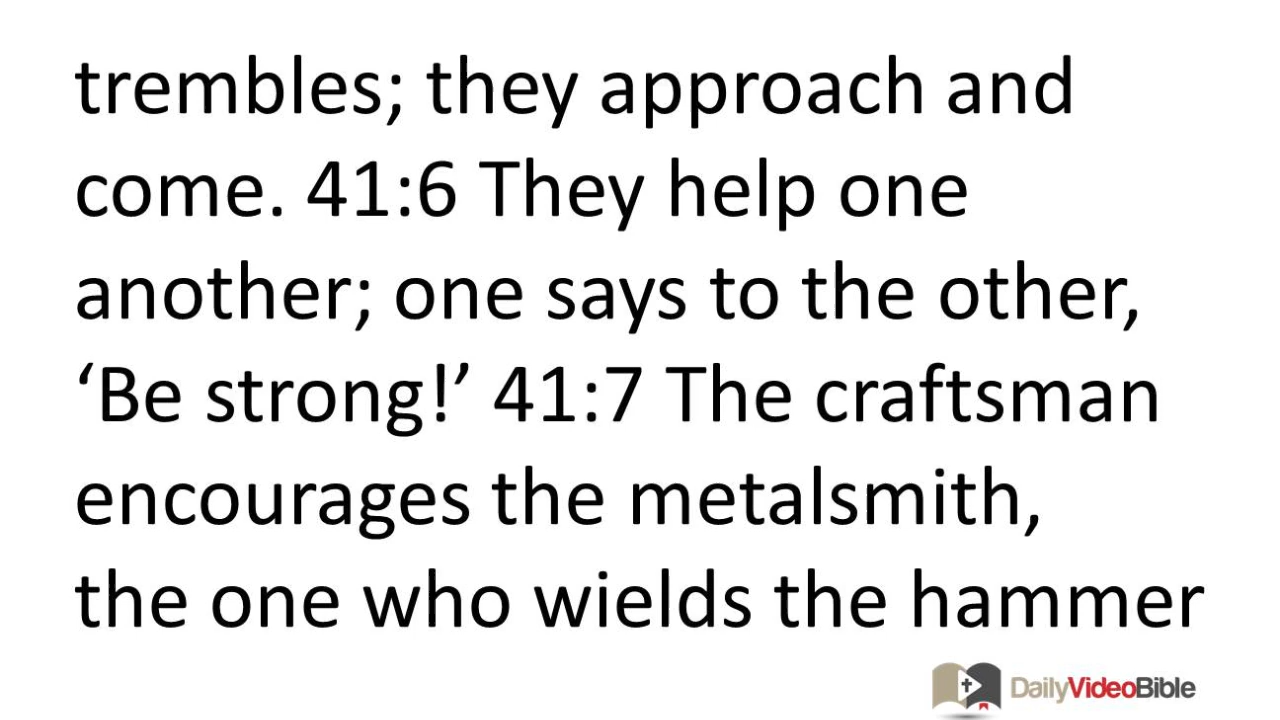 trembles; they approach and
come. 41:6 They help one
another; one says to the other,
‘Be strong!’ 41:7 The craftsman
encourages the metalsmith,
the one who wields the hammer
DailyVideoBible